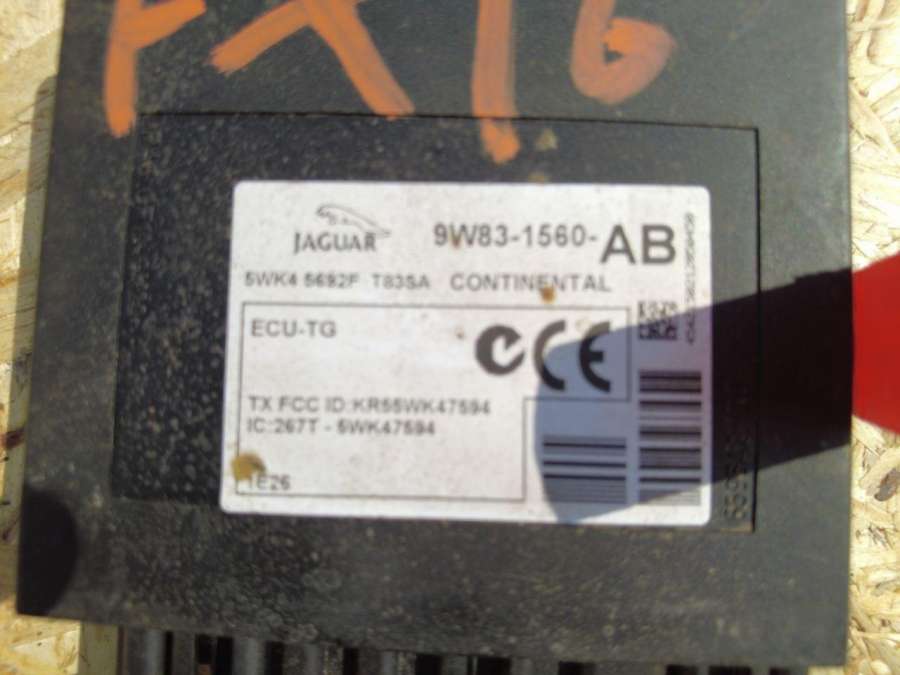 FX16
JAGUAR 9W83-1560-AB
5WK4 5692F T83SA CONTINENTAL
ECU-TG
CE
TX FCC ID:KR55WK47594
IC:267T - 5WK47594
1E26